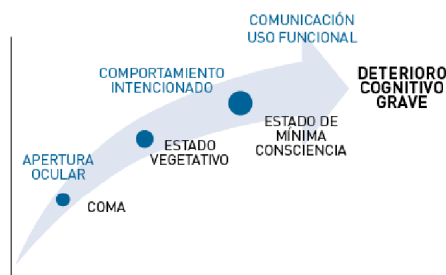 COMUNICACIÓN
USO FUNCIONAL
COMPORTAMIENTO
INTENCIONADO
DETERIORO
COGNITIVO
GRAVE
ESTADO DE
MÍNIMA
CONSCIENCIA
ESTADO
VEGETATIVO
APERTURA
OCULAR
COMA